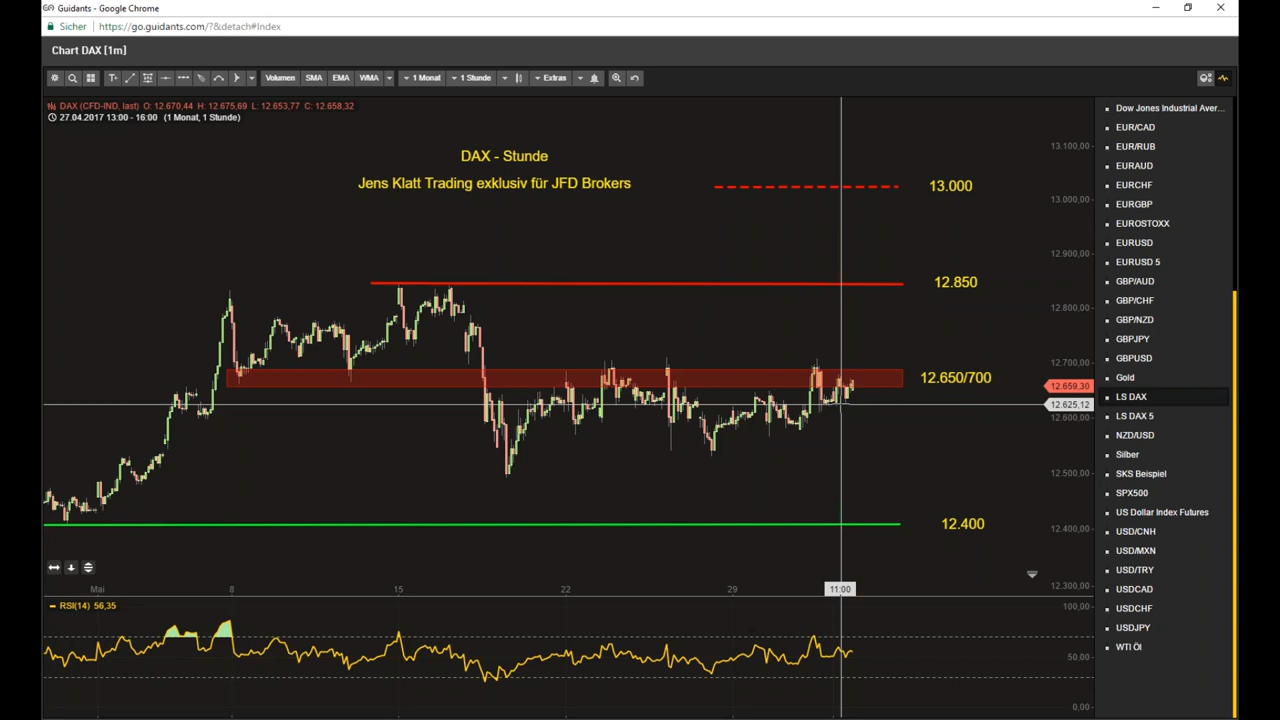 Guidants - Google Chrome
Sicher https://go.guidants.com/?&detach#Index
Chart DAX [1m]
T+ Volumen SMA EMA WMA 1 Monat 1 Stunde Extras
DAX (CFD-IND, last) O: 12.670,44 H: 12.675,69 L: 12.653,77 C: 12.658,32
27.04.2017 13:00 - 16:00 (1 Monat, 1 Stunde)
DAX - Stunde
Jens Klatt Trading exklusiv für JFD Brokers
13.000
12.850
12.650/700
12.400
13.100,00
13.000,00
12.900,00
12.800,00
12.700,00
12.659,30
12.625,12
12.600,00
12.500,00
12.400,00
12.300,00
Mai 8 15 22 29 11:00
RSI(14) 56,35
100,00
50,00
0,00
Dow Jones Industrial Aver...
EUR/CAD
EUR/RUB
EURAUD
EURCHF
EURGBP
EUROSTOXX
EURUSD
EURUSD 5
GBP/AUD
GBP/CHF
GBP/NZD
GBPJPY
GBPUSD
Gold
LS DAX
LS DAX 5
NZD/USD
Silber
SKS Beispiel
SPX500
US Dollar Index Futures
USD/CNH
USD/MXN
USD/TRY
USDCAD
USDCHF
USDJPY
WTI Öl